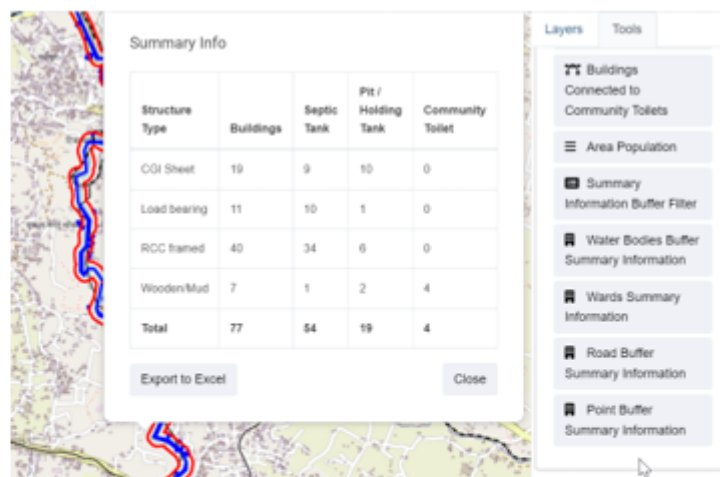 Summary Info
Structure Type Buildings Septic Tank Pit / Holding Tank Community Toilet
CGI Sheet 19 9 10 0
Load bearing 11 10 1 0
RCC framed 40 34 6 0
Wooden/Mud 7 1 2 4
Total 77 54 19 4
Export to Excel
Close
Layers Tools
Buildings
Connected to
Community Toilets
Area Population
Summary
Information Buffer Filter
Water Bodies Buffer
Summary Information
Wards Summary
Information
Road Buffer
Summary Information
Point Buffer
Summary Information